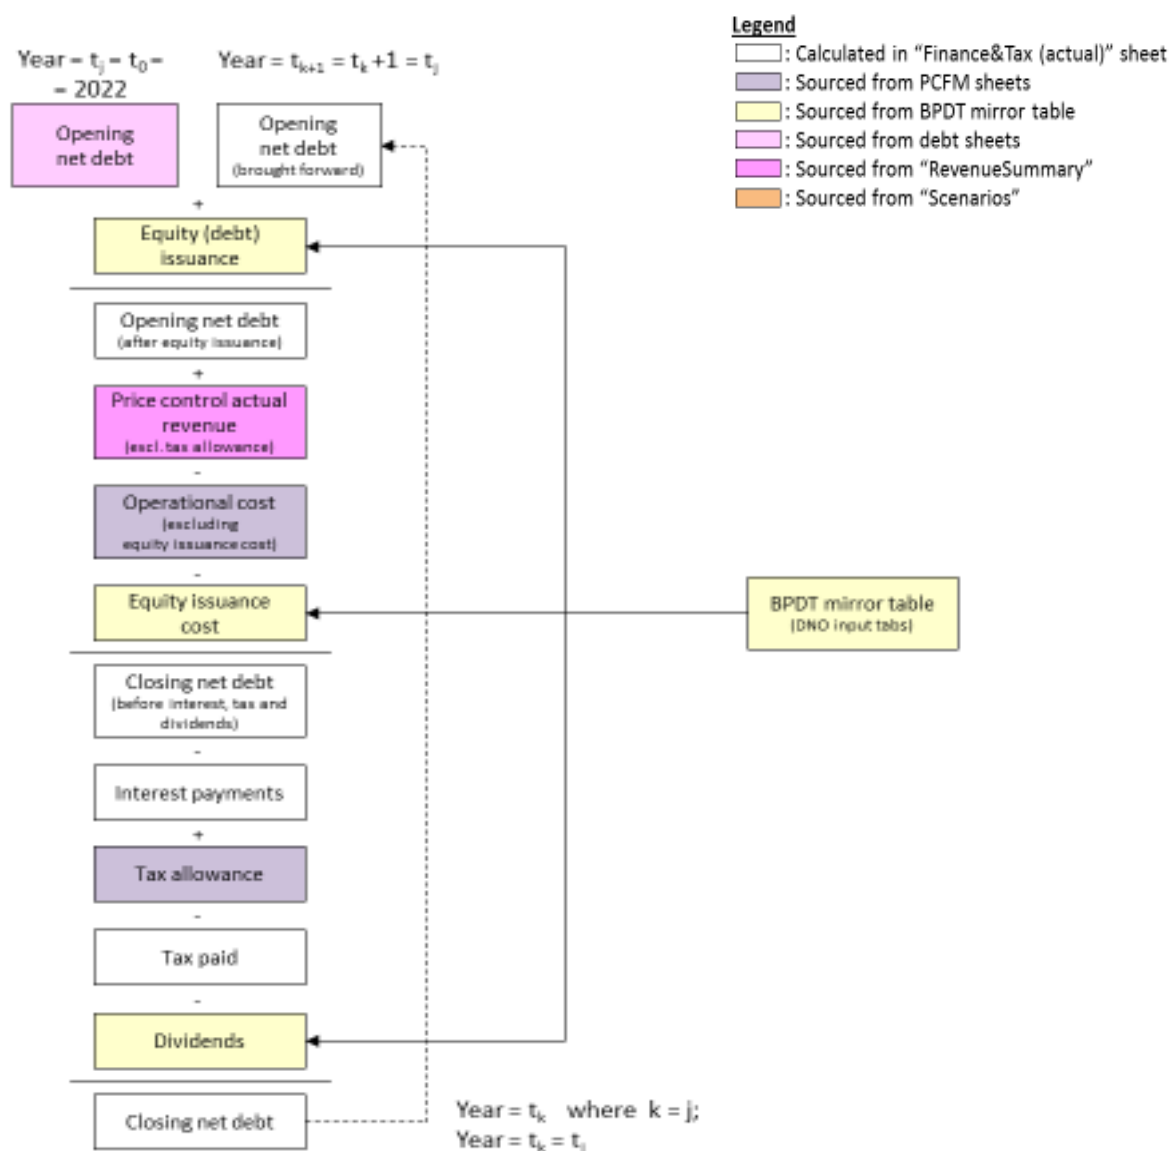 Legend
: Calculated in “Finance&Tax (actual)” sheet
: Sourced from PCFM sheets
: Sourced from BPDT mirror table
: Sourced from debt sheets
: Sourced from “RevenueSummary”
: Sourced from “Scenarios”
Year = tj = t0 =
= 2022
Year = tk+1 = tk +1 = tj
Opening
net debt
Opening
net debt
(brought forward)
+
Equity (debt)
issuance
Opening net debt
(after equity issuance)
+
Price control actual
revenue
(excl. tax allowance)
-
Operational cost
(excluding
equity issuance cost)
-
Equity issuance
cost
BPDT mirror table
(DNO input tabs)
Closing net debt
(before interest, tax and
dividends)
-
Interest payments
+
Tax allowance
-
Tax paid
-
Dividends
Closing net debt
Year = tk where k = j;
Year = tk = tj